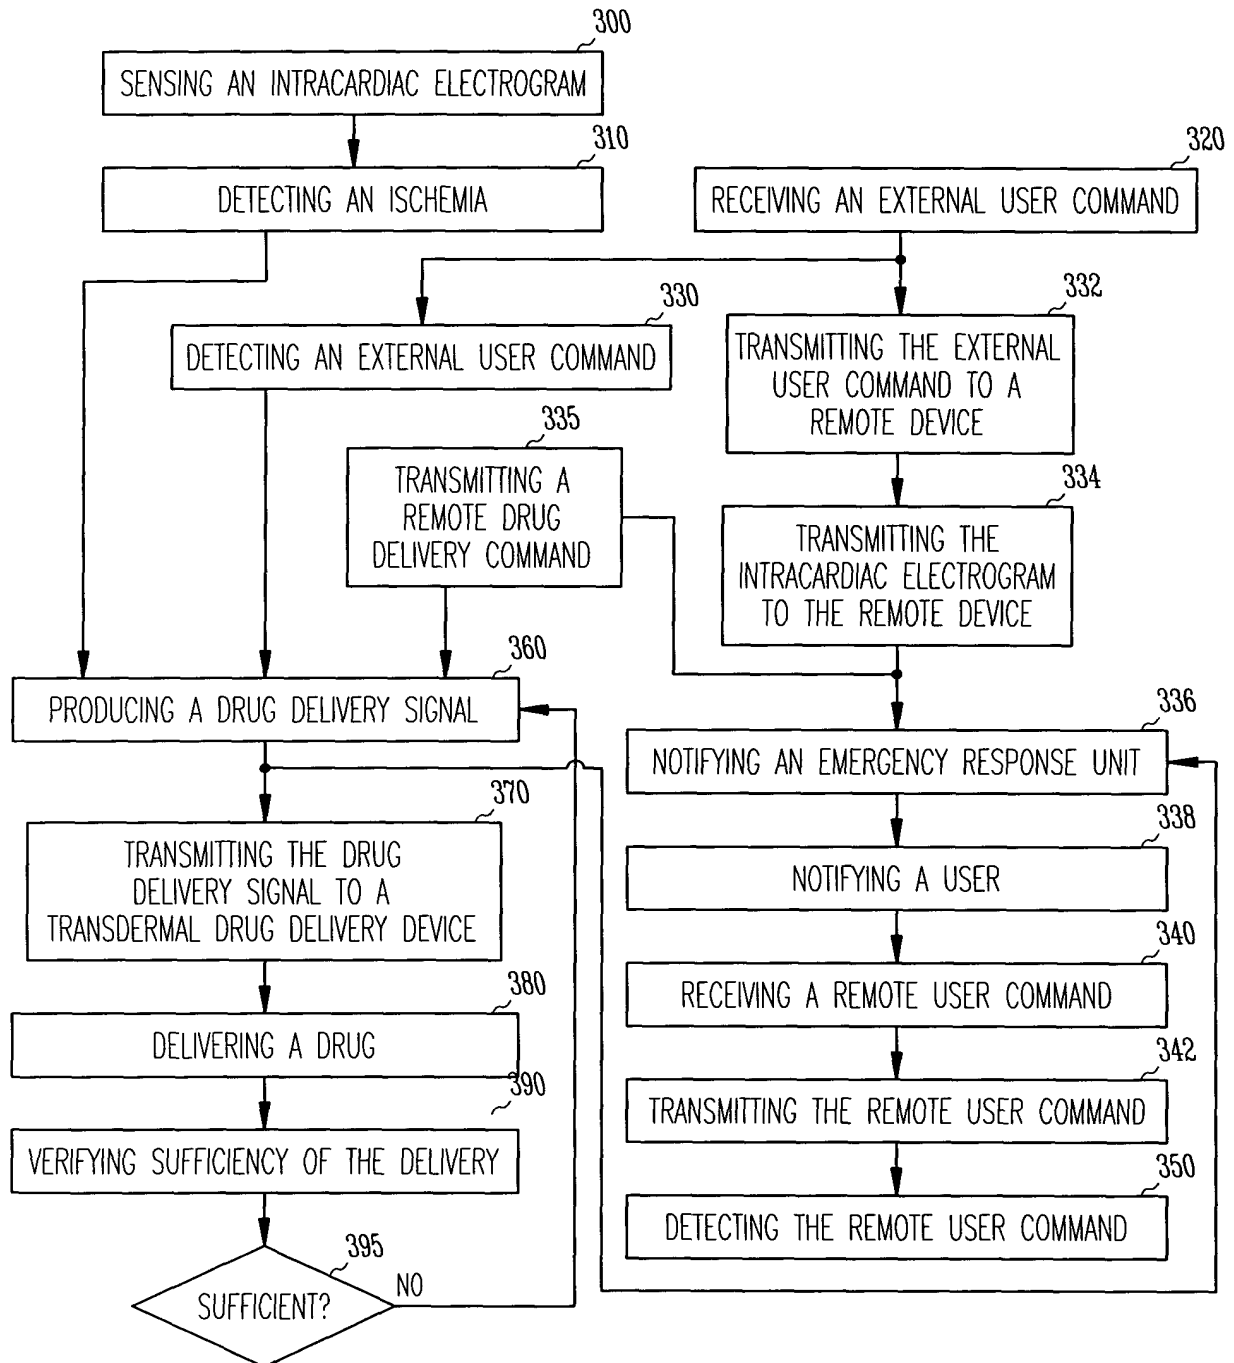 300
SENSING AN INTRACARDIAC ELECTROGRAM
310
DETECTING AN ISCHEMIA
320
RECEIVING AN EXTERNAL USER COMMAND
330
DETECTING AN EXTERNAL USER COMMAND
332
TRANSMITTING THE EXTERNAL
USER COMMAND TO A
REMOTE DEVICE
335
TRANSMITTING A
REMOTE DRUG
DELIVERY COMMAND
334
TRANSMITTING THE
INTRACARDIAC ELECTROGRAM
TO THE REMOTE DEVICE
360
PRODUCING A DRUG DELIVERY SIGNAL
336
NOTIFYING AN EMERGENCY RESPONSE UNIT
370
TRANSMITTING THE DRUG
DELIVERY SIGNAL TO A
TRANSDERMAL DRUG DELIVERY DEVICE
338
NOTIFYING A USER
340
RECEIVING A REMOTE USER COMMAND
380
DELIVERING A DRUG
342
TRANSMITTING THE REMOTE USER COMMAND
390
VERIFYING SUFFICIENCY OF THE DELIVERY
350
DETECTING THE REMOTE USER COMMAND
395
SUFFICIENT?
NO